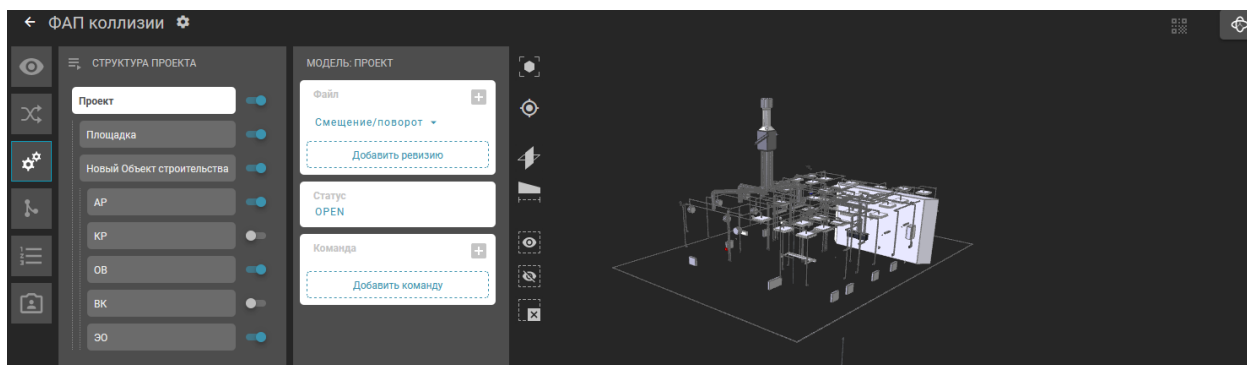 ФАП коллизии
СТРУКТУРА ПРОЕКТА
Проект
Площадка
Новый Объект строительства
АР
КР
ОВ
ВК
ЭО
МОДЕЛЬ: ПРОЕКТ
Файл
Смещение/поворот
Добавить ревизию
Статус
OPEN
Команда
Добавить команду